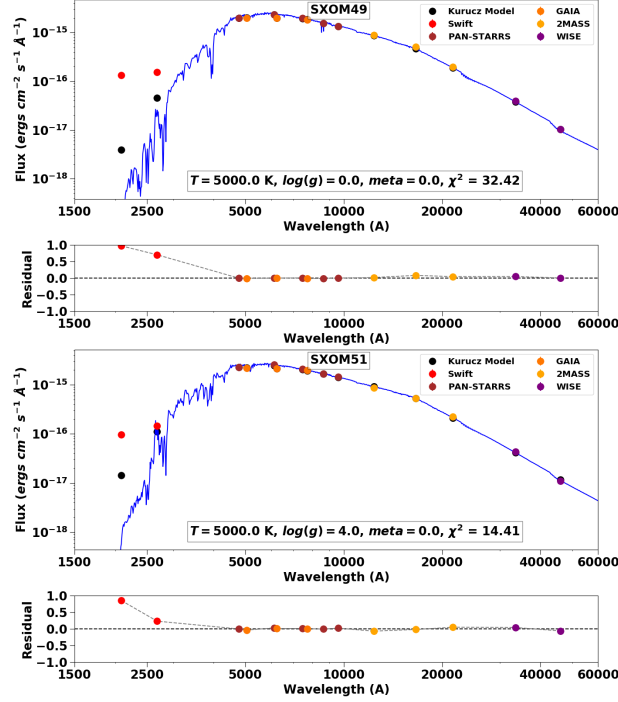 SXOM49
Kurucz Model
Swift
PAN-STARRS
GAIA
2MASS
WISE
10⁻¹⁵
10⁻¹⁶
10⁻¹⁷
10⁻¹⁸
Flux (ergs cm⁻² s⁻¹ Å⁻¹)
T = 5000.0 K, log(g) = 0.0, meta = 0.0, χ² = 32.42
1500 2500 5000 10000 20000 40000 60000
Wavelength (A)
1.0
0.5
0.0
−0.5
−1.0
Residual
1500 2500 5000 10000 20000 40000 60000
Wavelength (A)
SXOM51
Kurucz Model
Swift
PAN-STARRS
GAIA
2MASS
WISE
10⁻¹⁵
10⁻¹⁶
10⁻¹⁷
10⁻¹⁸
Flux (ergs cm⁻² s⁻¹ Å⁻¹)
T = 5000.0 K, log(g) = 4.0, meta = 0.0, χ² = 14.41
1500 2500 5000 10000 20000 40000 60000
Wavelength (A)
1.0
0.5
0.0
−0.5
−1.0
Residual
1500 2500 5000 10000 20000 40000 60000
Wavelength (A)